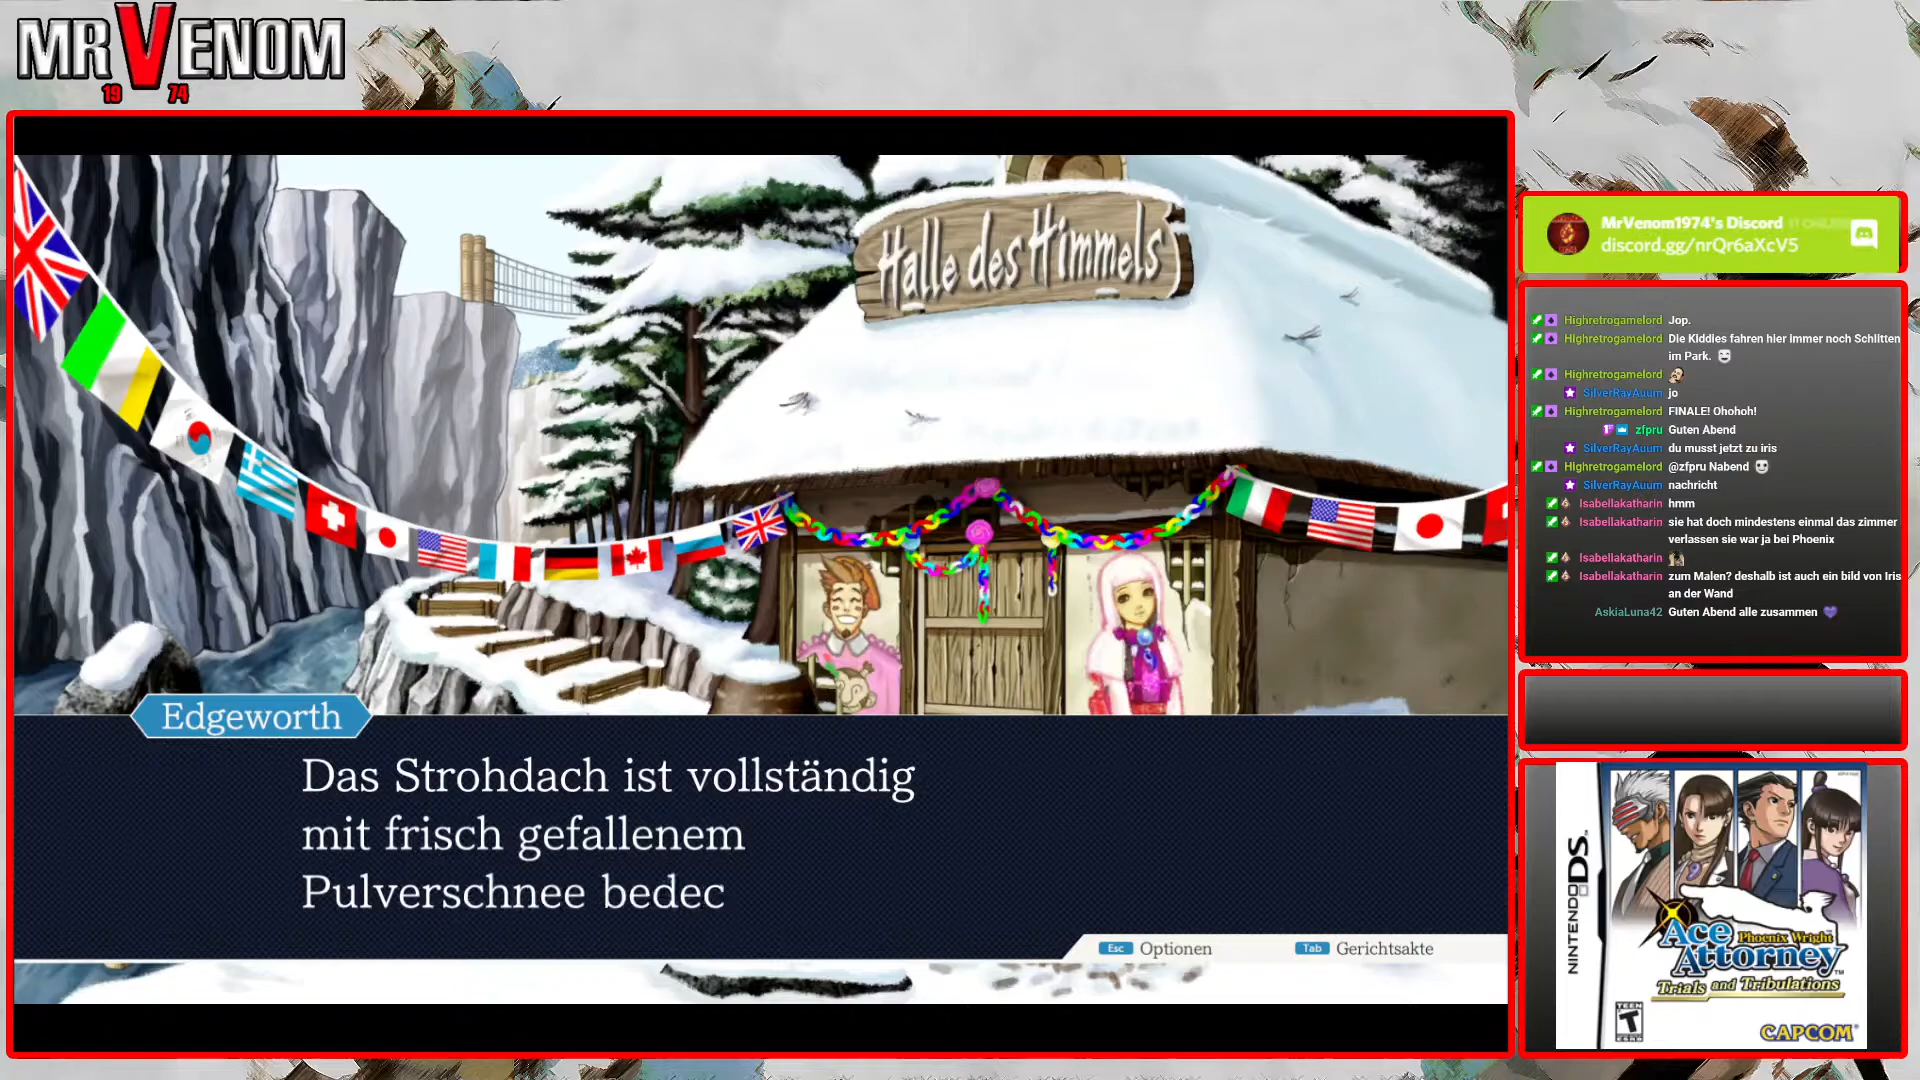 MRVENOM
19 74
Halle des Himmels
MrVenom1974's Discord
discord.gg/nrQr6aXcV5
Highretrogamelord Jop.
Highretrogamelord Die Kiddies fahren hier immer noch Schlitten
im Park.
Highretrogamelord
SilverRayAuum jo
Highretrogamelord FINALE! Ohohoh!
zfpru Guten Abend
SilverRayAuum du musst jetzt zu iris
Highretrogamelord @zfpru Nabend
SilverRayAuum nachricht
Isabellakatharin hmm
Isabellakatharin sie hat doch mindestens einmal das zimmer
verlassen sie war ja bei Phoenix
Isabellakatharin
Isabellakatharin zum Malen? deshalb ist auch ein bild von Iris
an der Wand
AskiaLuna42 Guten Abend alle zusammen
Edgeworth
Das Strohdach ist vollständig
mit frisch gefallenem
Pulverschnee bedec
Esc Optionen Tab Gerichtsakte
NINTENDO DS
Phoenix Wright
Ace
Attorney
Trials and Tribulations
TEEN
T
CAPCOM